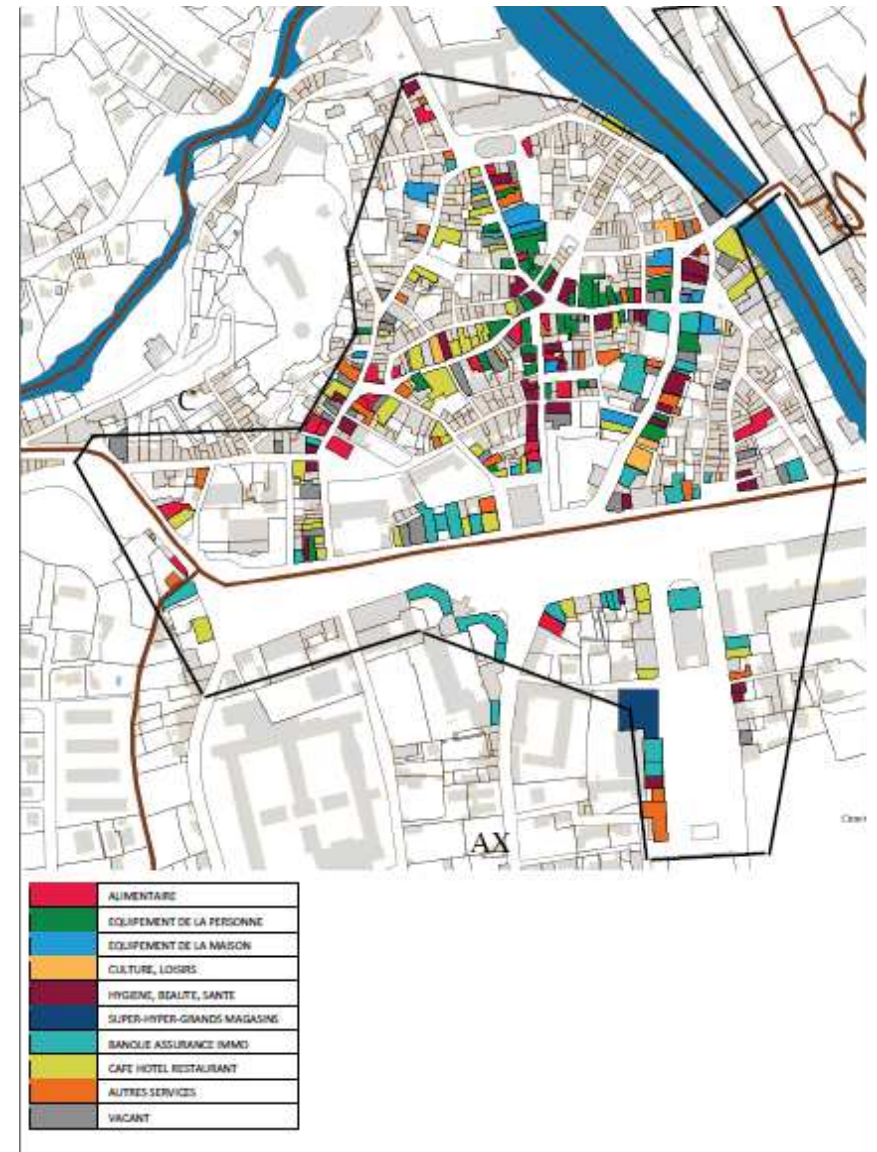 C
AX
ALIMENTAIRE
EQUIPEMENT DE LA PERSONNE
EQUIPEMENT DE LA MAISON
CULTURE, LOISIRS
HYGIENE, BEAUTE, SANTE
SUPER-HYPER-GRANDS MAGASINS
BANQUE ASSURANCE IMMO
CAFE HOTEL RESTAURANT
AUTRES SERVICES
VACANT